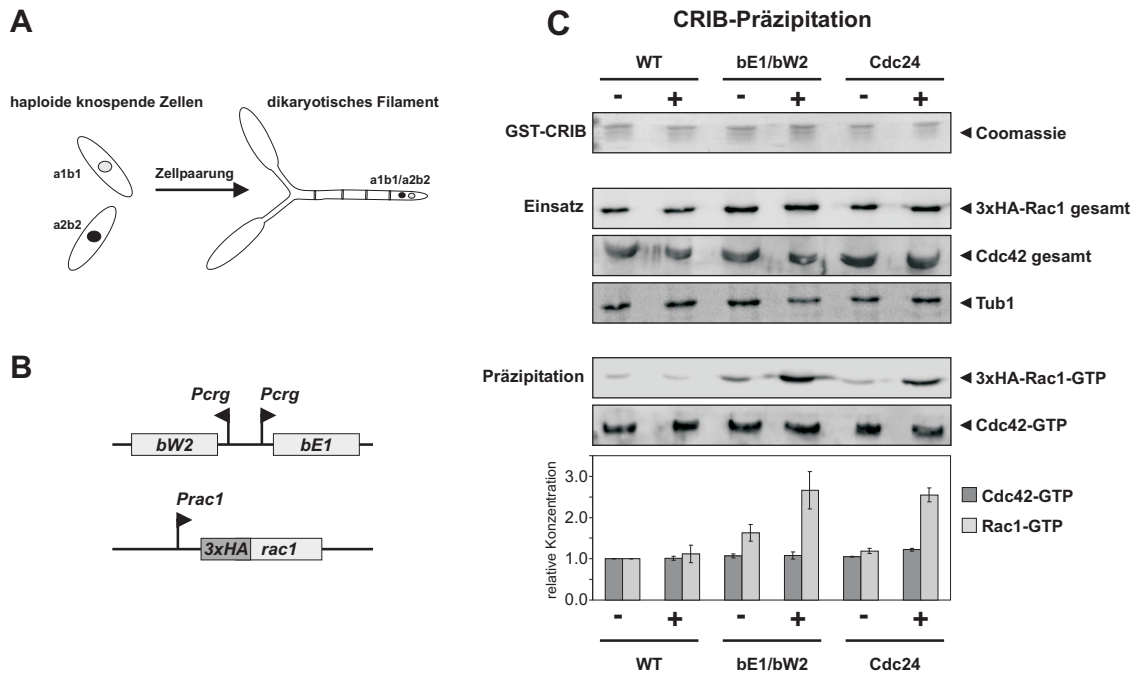 A
haploide knospende Zellen
dikaryotisches Filament
a1b1
Zellpaarung
a1b1/a2b2
a2b2
B
Pcrg
Pcrg
bW2
bE1
Prac1
3xHA
rac1
C
CRIB-Präzipitation
WT
bE1/bW2
Cdc24
- + - + - +
GST-CRIB
Coomassie
Einsatz
3xHA-Rac1 gesamt
Cdc42 gesamt
Tub1
Präzipitation
3xHA-Rac1-GTP
Cdc42-GTP
relative Konzentration
3.0
2.0
1.0
0.0
Cdc42-GTP
Rac1-GTP
- + - + - +
WT
bE1/bW2
Cdc24